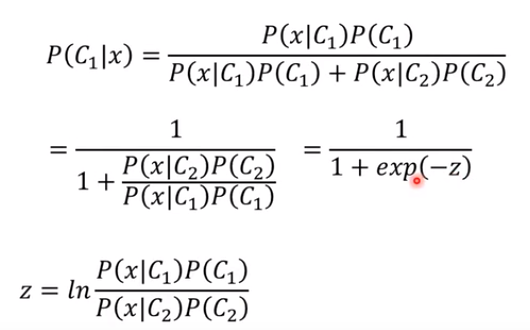 P(C₁|x) = P(x|C₁)P(C₁) / P(x|C₁)P(C₁) + P(x|C₂)P(C₂)
= 1 / 1 + P(x|C₂)P(C₂) / P(x|C₁)P(C₁) = 1 / 1 + exp(−z)
z = ln P(x|C₁)P(C₁) / P(x|C₂)P(C₂)